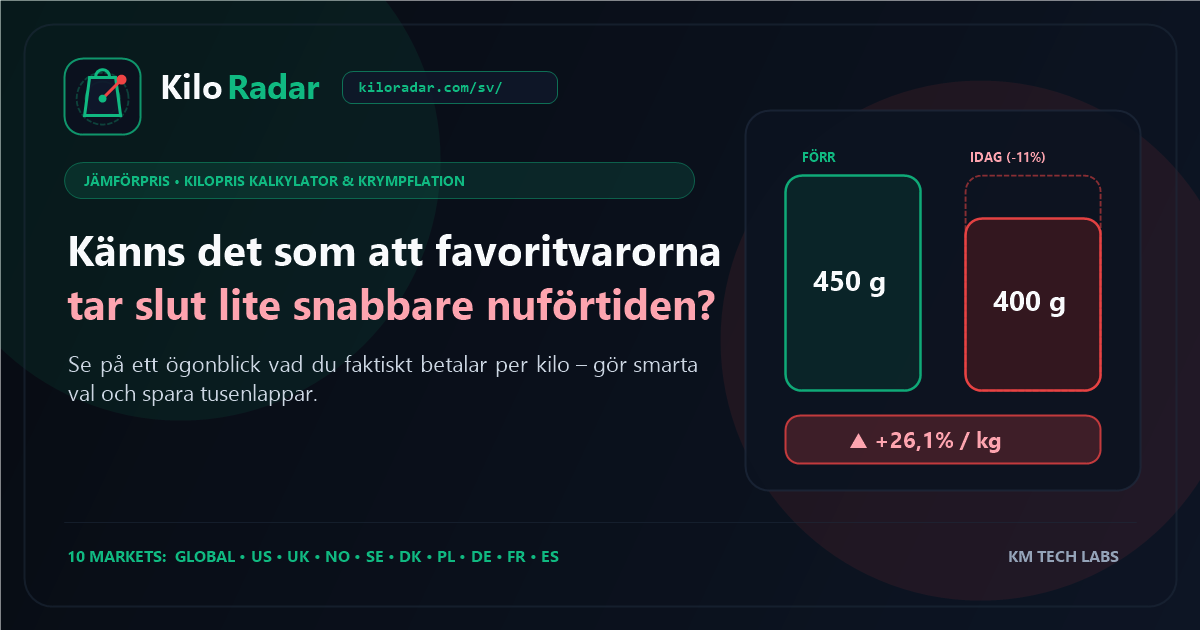 Kilo Radar
kiloradar.com/sv/
JÄMFÖRPRIS • KILOPRIS KALKYLATOR & KRYMPFLATION
Känns det som att favoritvarorna
tar slut lite snabbare nuförtiden?
Se på ett ögonblick vad du faktiskt betalar per kilo – gör smarta
val och spara tusenlappar.
FÖRR
IDAG (-11%)
450 g
400 g
▲ +26,1% / kg
10 MARKETS: GLOBAL • US • UK • NO • SE • DK • PL • DE • FR • ES
KM TECH LABS